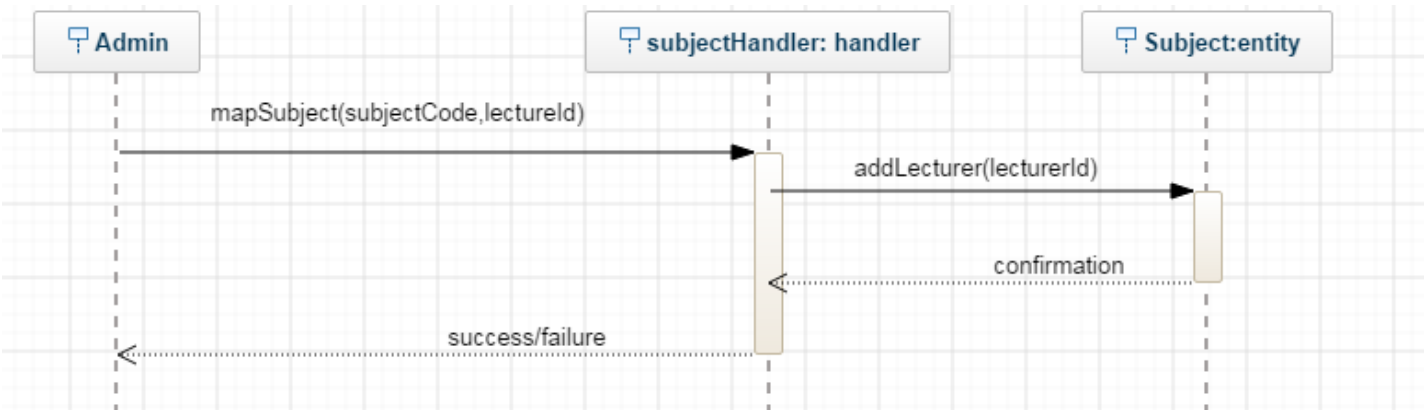 Admin
subjectHandler: handler
Subject:entity
mapSubject(subjectCode,lectureId)
addLecturer(lecturerId)
confirmation
success/failure